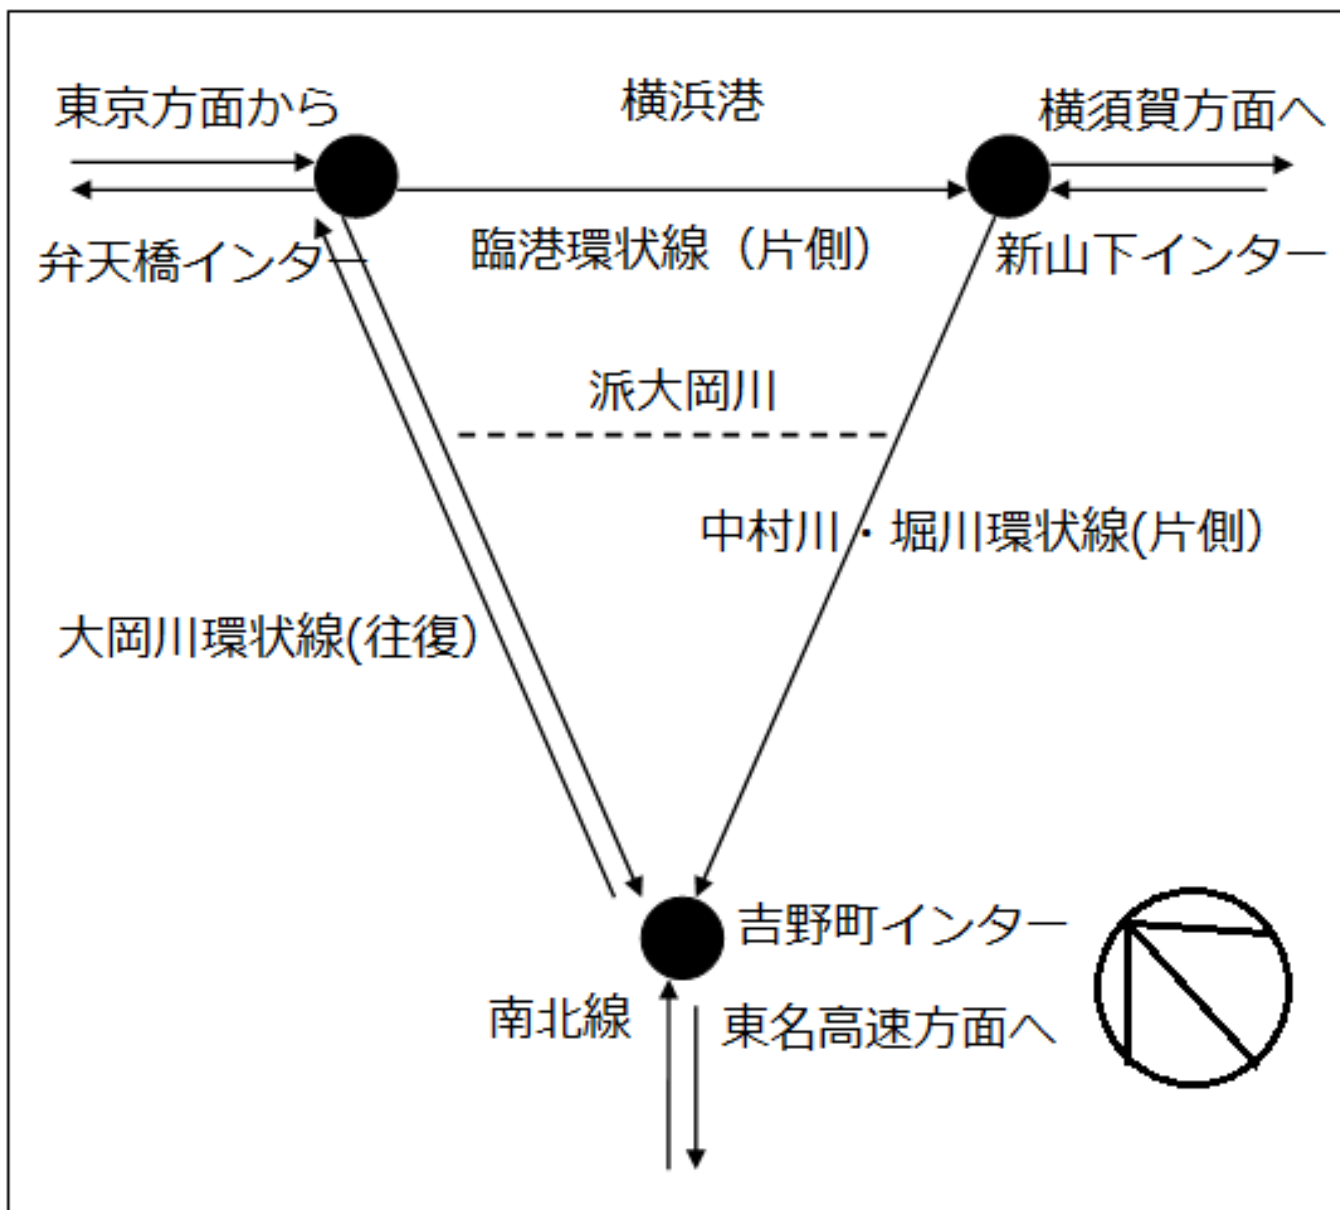 東京方面から
横浜港
横須賀方面へ
弁天橋インター
臨港環状線（片側）
新山下インター
派大岡川
中村川・堀川環状線(片側）
大岡川環状線(往復）
吉野町インター
南北線
東名高速方面へ